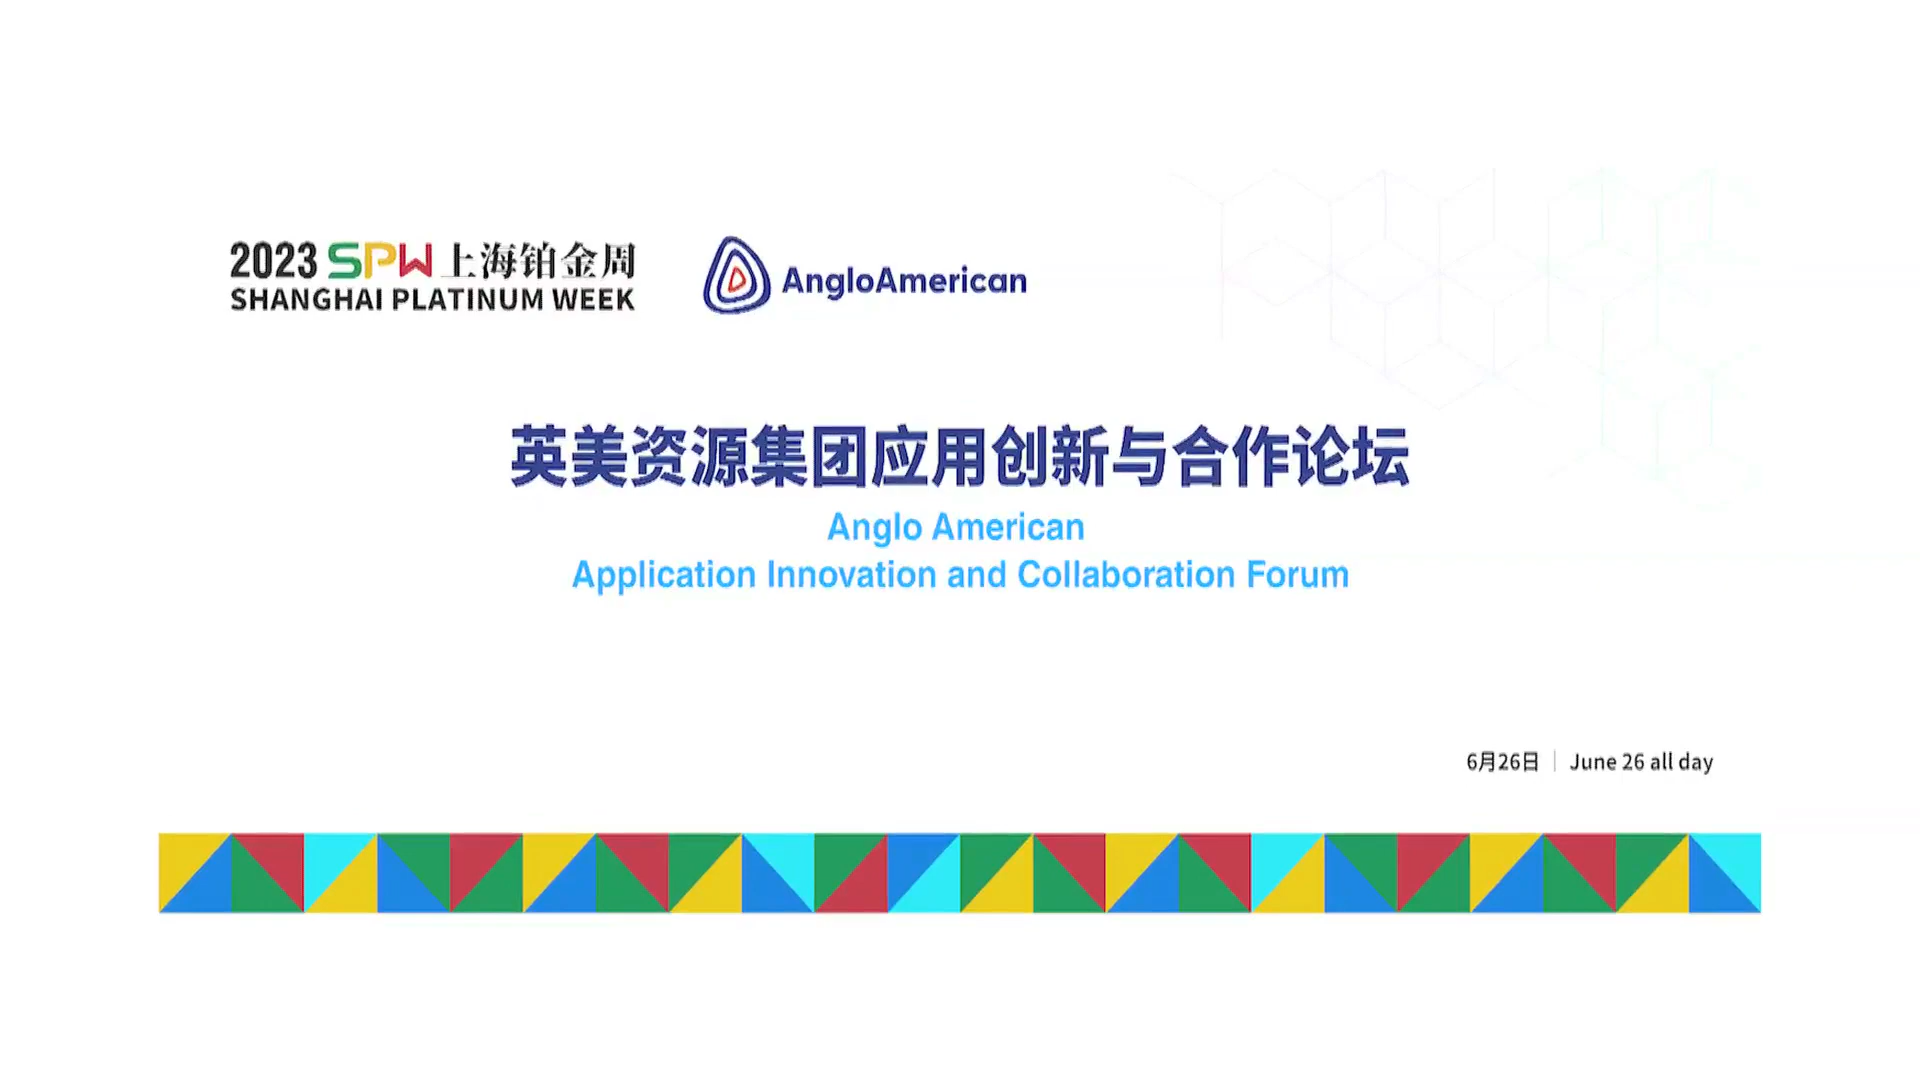 2023 SPW 上海铂金周
SHANGHAI PLATINUM WEEK
AngloAmerican
英美资源集团应用创新与合作论坛
Anglo American
Application Innovation and Collaboration Forum
6月26日 | June 26 all day